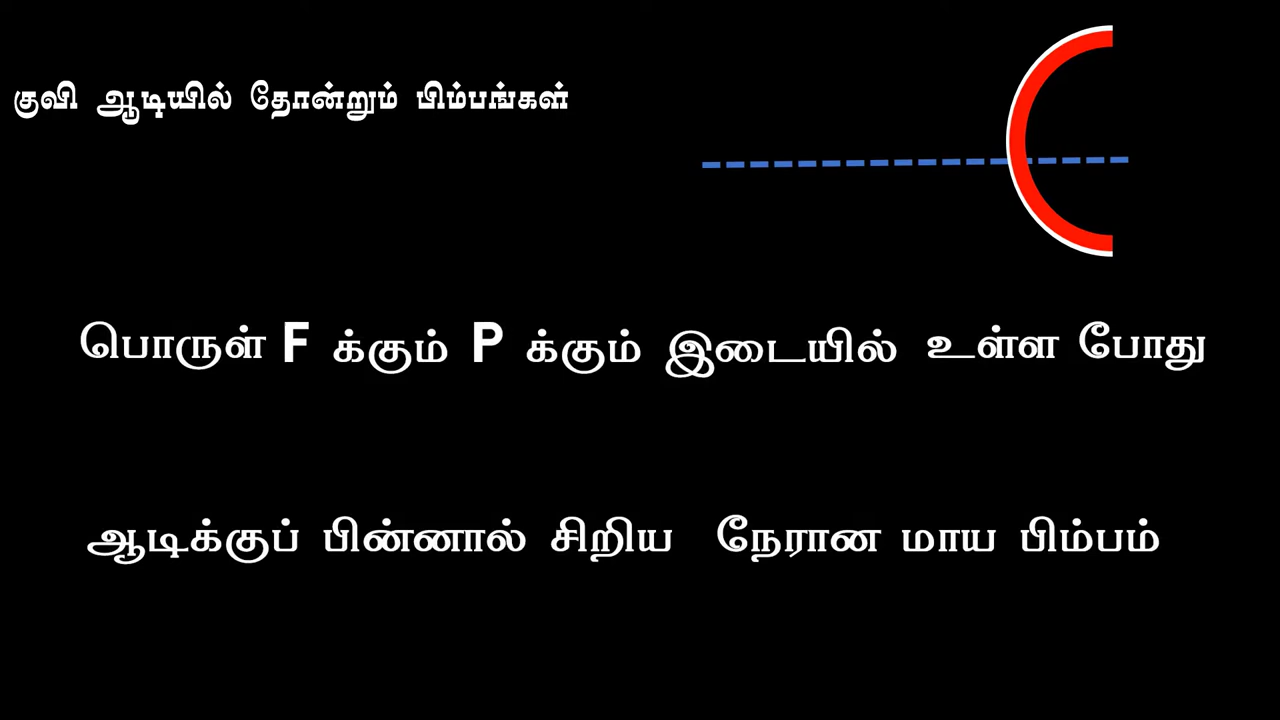 குவி ஆடியில் தோன்றும் பிம்பங்கள்
பொருள் F க்கும் P க்கும் இடையில் உள்ள போது
ஆடிக்குப் பின்னால் சிறிய நேரான மாய பிம்பம்